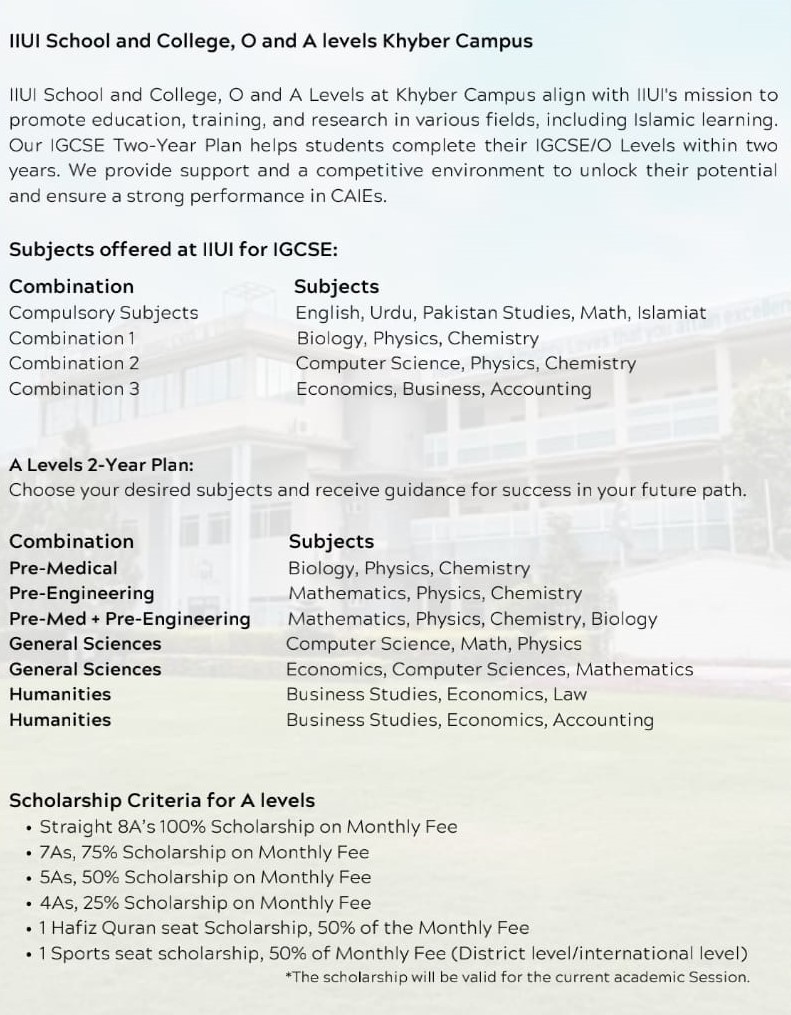 IIUI School and College, O and A levels Khyber Campus
IIUI School and College, O and A Levels at Khyber Campus align with IIUI's mission to
promote education, training, and research in various fields, including Islamic learning.
Our IGCSE Two-Year Plan helps students complete their IGCSE/O Levels within two
years. We provide support and a competitive environment to unlock their potential
and ensure a strong performance in CAIEs.
Subjects offered at IIUI for IGCSE:
Combination Subjects
Compulsory Subjects English, Urdu, Pakistan Studies, Math, Islamiat
Combination 1 Biology, Physics, Chemistry
Combination 2 Computer Science, Physics, Chemistry
Combination 3 Economics, Business, Accounting
A Levels 2-Year Plan:
Choose your desired subjects and receive guidance for success in your future path.
Combination Subjects
Pre-Medical Biology, Physics, Chemistry
Pre-Engineering Mathematics, Physics, Chemistry
Pre-Med + Pre-Engineering Mathematics, Physics, Chemistry, Biology
General Sciences Computer Science, Math, Physics
General Sciences Economics, Computer Sciences, Mathematics
Humanities Business Studies, Economics, Law
Humanities Business Studies, Economics, Accounting
Scholarship Criteria for A levels
• Straight 8A's 100% Scholarship on Monthly Fee
• 7As, 75% Scholarship on Monthly Fee
• 5As, 50% Scholarship on Monthly Fee
• 4As, 25% Scholarship on Monthly Fee
• 1 Hafiz Quran seat Scholarship, 50% of the Monthly Fee
• 1 Sports seat scholarship, 50% of Monthly Fee (District level/international level)
*The scholarship will be valid for the current academic Session.